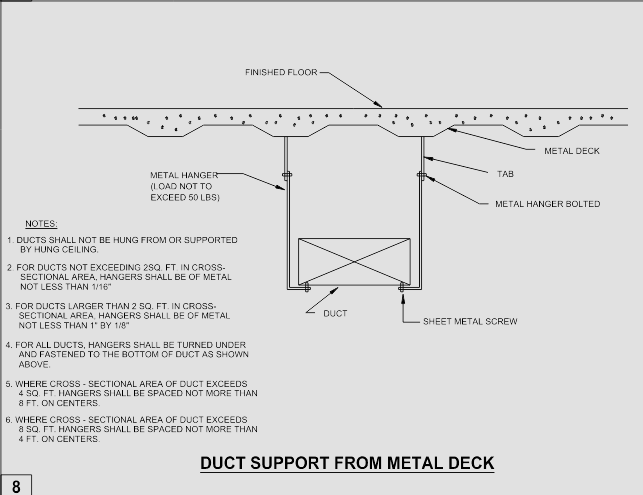 FINISHED FLOOR
METAL DECK
METAL HANGER
(LOAD NOT TO
EXCEED 50 LBS)
TAB
METAL HANGER BOLTED
NOTES:
1. DUCTS SHALL NOT BE HUNG FROM OR SUPPORTED
BY HUNG CEILING.
2. FOR DUCTS NOT EXCEEDING 2SQ. FT. IN CROSS-
SECTIONAL AREA, HANGERS SHALL BE OF METAL
NOT LESS THAN 1/16"
3. FOR DUCTS LARGER THAN 2 SQ. FT. IN CROSS-
SECTIONAL AREA, HANGERS SHALL BE OF METAL
NOT LESS THAN 1" BY 1/8"
DUCT
SHEET METAL SCREW
4. FOR ALL DUCTS, HANGERS SHALL BE TURNED UNDER
AND FASTENED TO THE BOTTOM OF DUCT AS SHOWN
ABOVE.
5. WHERE CROSS - SECTIONAL AREA OF DUCT EXCEEDS
4 SQ. FT. HANGERS SHALL BE SPACED NOT MORE THAN
8 FT. ON CENTERS.
6. WHERE CROSS - SECTIONAL AREA OF DUCT EXCEEDS
8 SQ. FT. HANGERS SHALL BE SPACED NOT MORE THAN
4 FT. ON CENTERS.
DUCT SUPPORT FROM METAL DECK
8